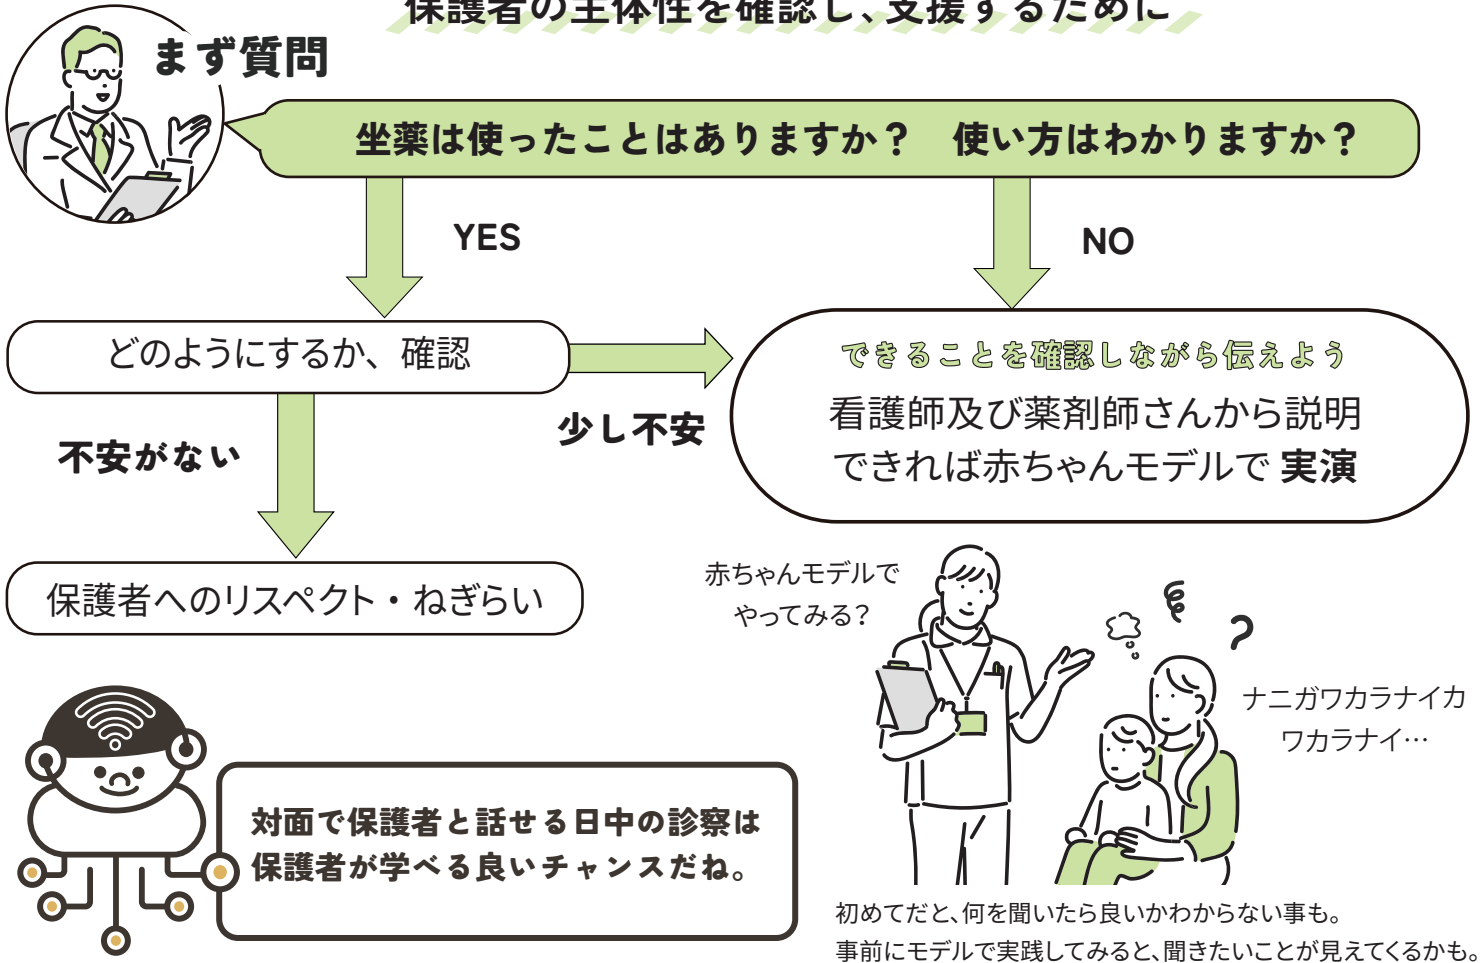 保護者の主体性を確認し、支援するために
まず質問
坐薬は使ったことはありますか？　使い方はわかりますか？
YES
NO
どのようにするか、確認
少し不安
不安がない
できることを確認しながら伝えよう
看護師及び薬剤師さんから説明
できれば赤ちゃんモデルで 実演
保護者へのリスペクト・ねぎらい
赤ちゃんモデルで
やってみる？
ナニガワカラナイカ
ワカラナイ…
対面で保護者と話せる日中の診察は
保護者が学べる良いチャンスだね。
初めてだと、何を聞いたら良いかわからない事も。
事前にモデルで実践してみると、聞きたいことが見えてくるかも。